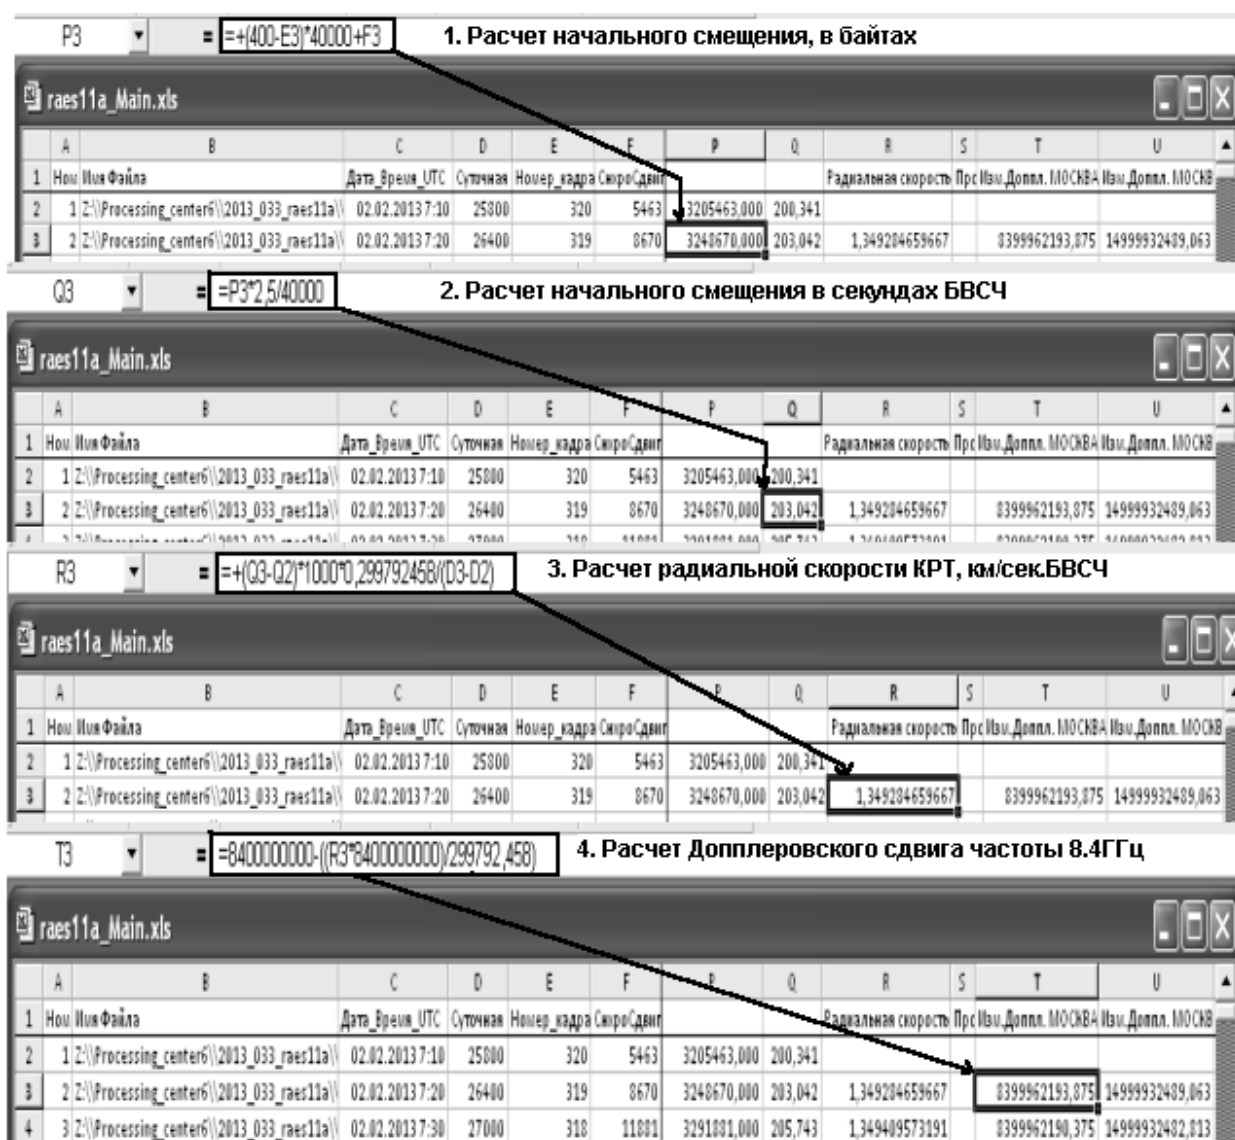 P3 = =+(400-E3)*40000+F3 1. Расчет начального смещения, в байтах
raes11a_Main.xls
A B C D E F P Q R S T U
1 Ном Имя Файла Дата_Время_UTC Суточная Номер_кадра СкороСдвиг Радиальная скорость Прс Изм.Доппл. МОСКВА Изм.Доппл. МОСКВ
2 1 Z:\\Processing_center6\\2013_033_raes11a\\ 02.02.2013 7:10 25800 320 5463 3205463,000 200,341
3 2 Z:\\Processing_center6\\2013_033_raes11a\\ 02.02.2013 7:20 26400 319 8670 3248670,000 203,042 1,349284659667 8399962193,875 14999932489,063
Q3 = =P3*2,5/40000 2. Расчет начального смещения в секундах БВСЧ
raes11a_Main.xls
A B C D E F P Q R S T U
1 Ном Имя Файла Дата_Время_UTC Суточная Номер_кадра СкороСдвиг Радиальная скорость Прс Изм.Доппл. МОСКВА Изм.Доппл. МОСКВ
2 1 Z:\\Processing_center6\\2013_033_raes11a\\ 02.02.2013 7:10 25800 320 5463 3205463,000 200,341
3 2 Z:\\Processing_center6\\2013_033_raes11a\\ 02.02.2013 7:20 26400 319 8670 3248670,000 203,042 1,349284659667 8399962193,875 14999932489,063
R3 = =+(Q3-Q2)*1000*0,299792458/(D3-D2) 3. Расчет радиальной скорости КРТ, км/сек.БВСЧ
raes11a_Main.xls
A B C D E F P Q R S T U
1 Ном Имя Файла Дата_Время_UTC Суточная Номер_кадра СкороСдвиг Радиальная скорость Прс Изм.Доппл. МОСКВА Изм.Доппл. МОСКВ
2 1 Z:\\Processing_center6\\2013_033_raes11a\\ 02.02.2013 7:10 25800 320 5463 3205463,000 200,341
3 2 Z:\\Processing_center6\\2013_033_raes11a\\ 02.02.2013 7:20 26400 319 8670 3248670,000 203,042 1,349284659667 8399962193,875 14999932489,063
T3 = =8400000000-((R3*8400000000)/299792,458) 4. Расчет Допплеровского сдвига частоты 8.4ГГц
raes11a_Main.xls
A B C D E F P Q R S T U
1 Ном Имя Файла Дата_Время_UTC Суточная Номер_кадра СкороСдвиг Радиальная скорость Прс Изм.Доппл. МОСКВА Изм.Доппл. МОСКВ
2 1 Z:\\Processing_center6\\2013_033_raes11a\\ 02.02.2013 7:10 25800 320 5463 3205463,000 200,341
3 2 Z:\\Processing_center6\\2013_033_raes11a\\ 02.02.2013 7:20 26400 319 8670 3248670,000 203,042 1,349284659667 8399962193,875 14999932489,063
4 3 Z:\\Processing_center6\\2013_033_raes11a\\ 02.02.2013 7:30 27000 318 11881 3291881,000 205,743 1,349409573191 8399962190,375 14999932482,813